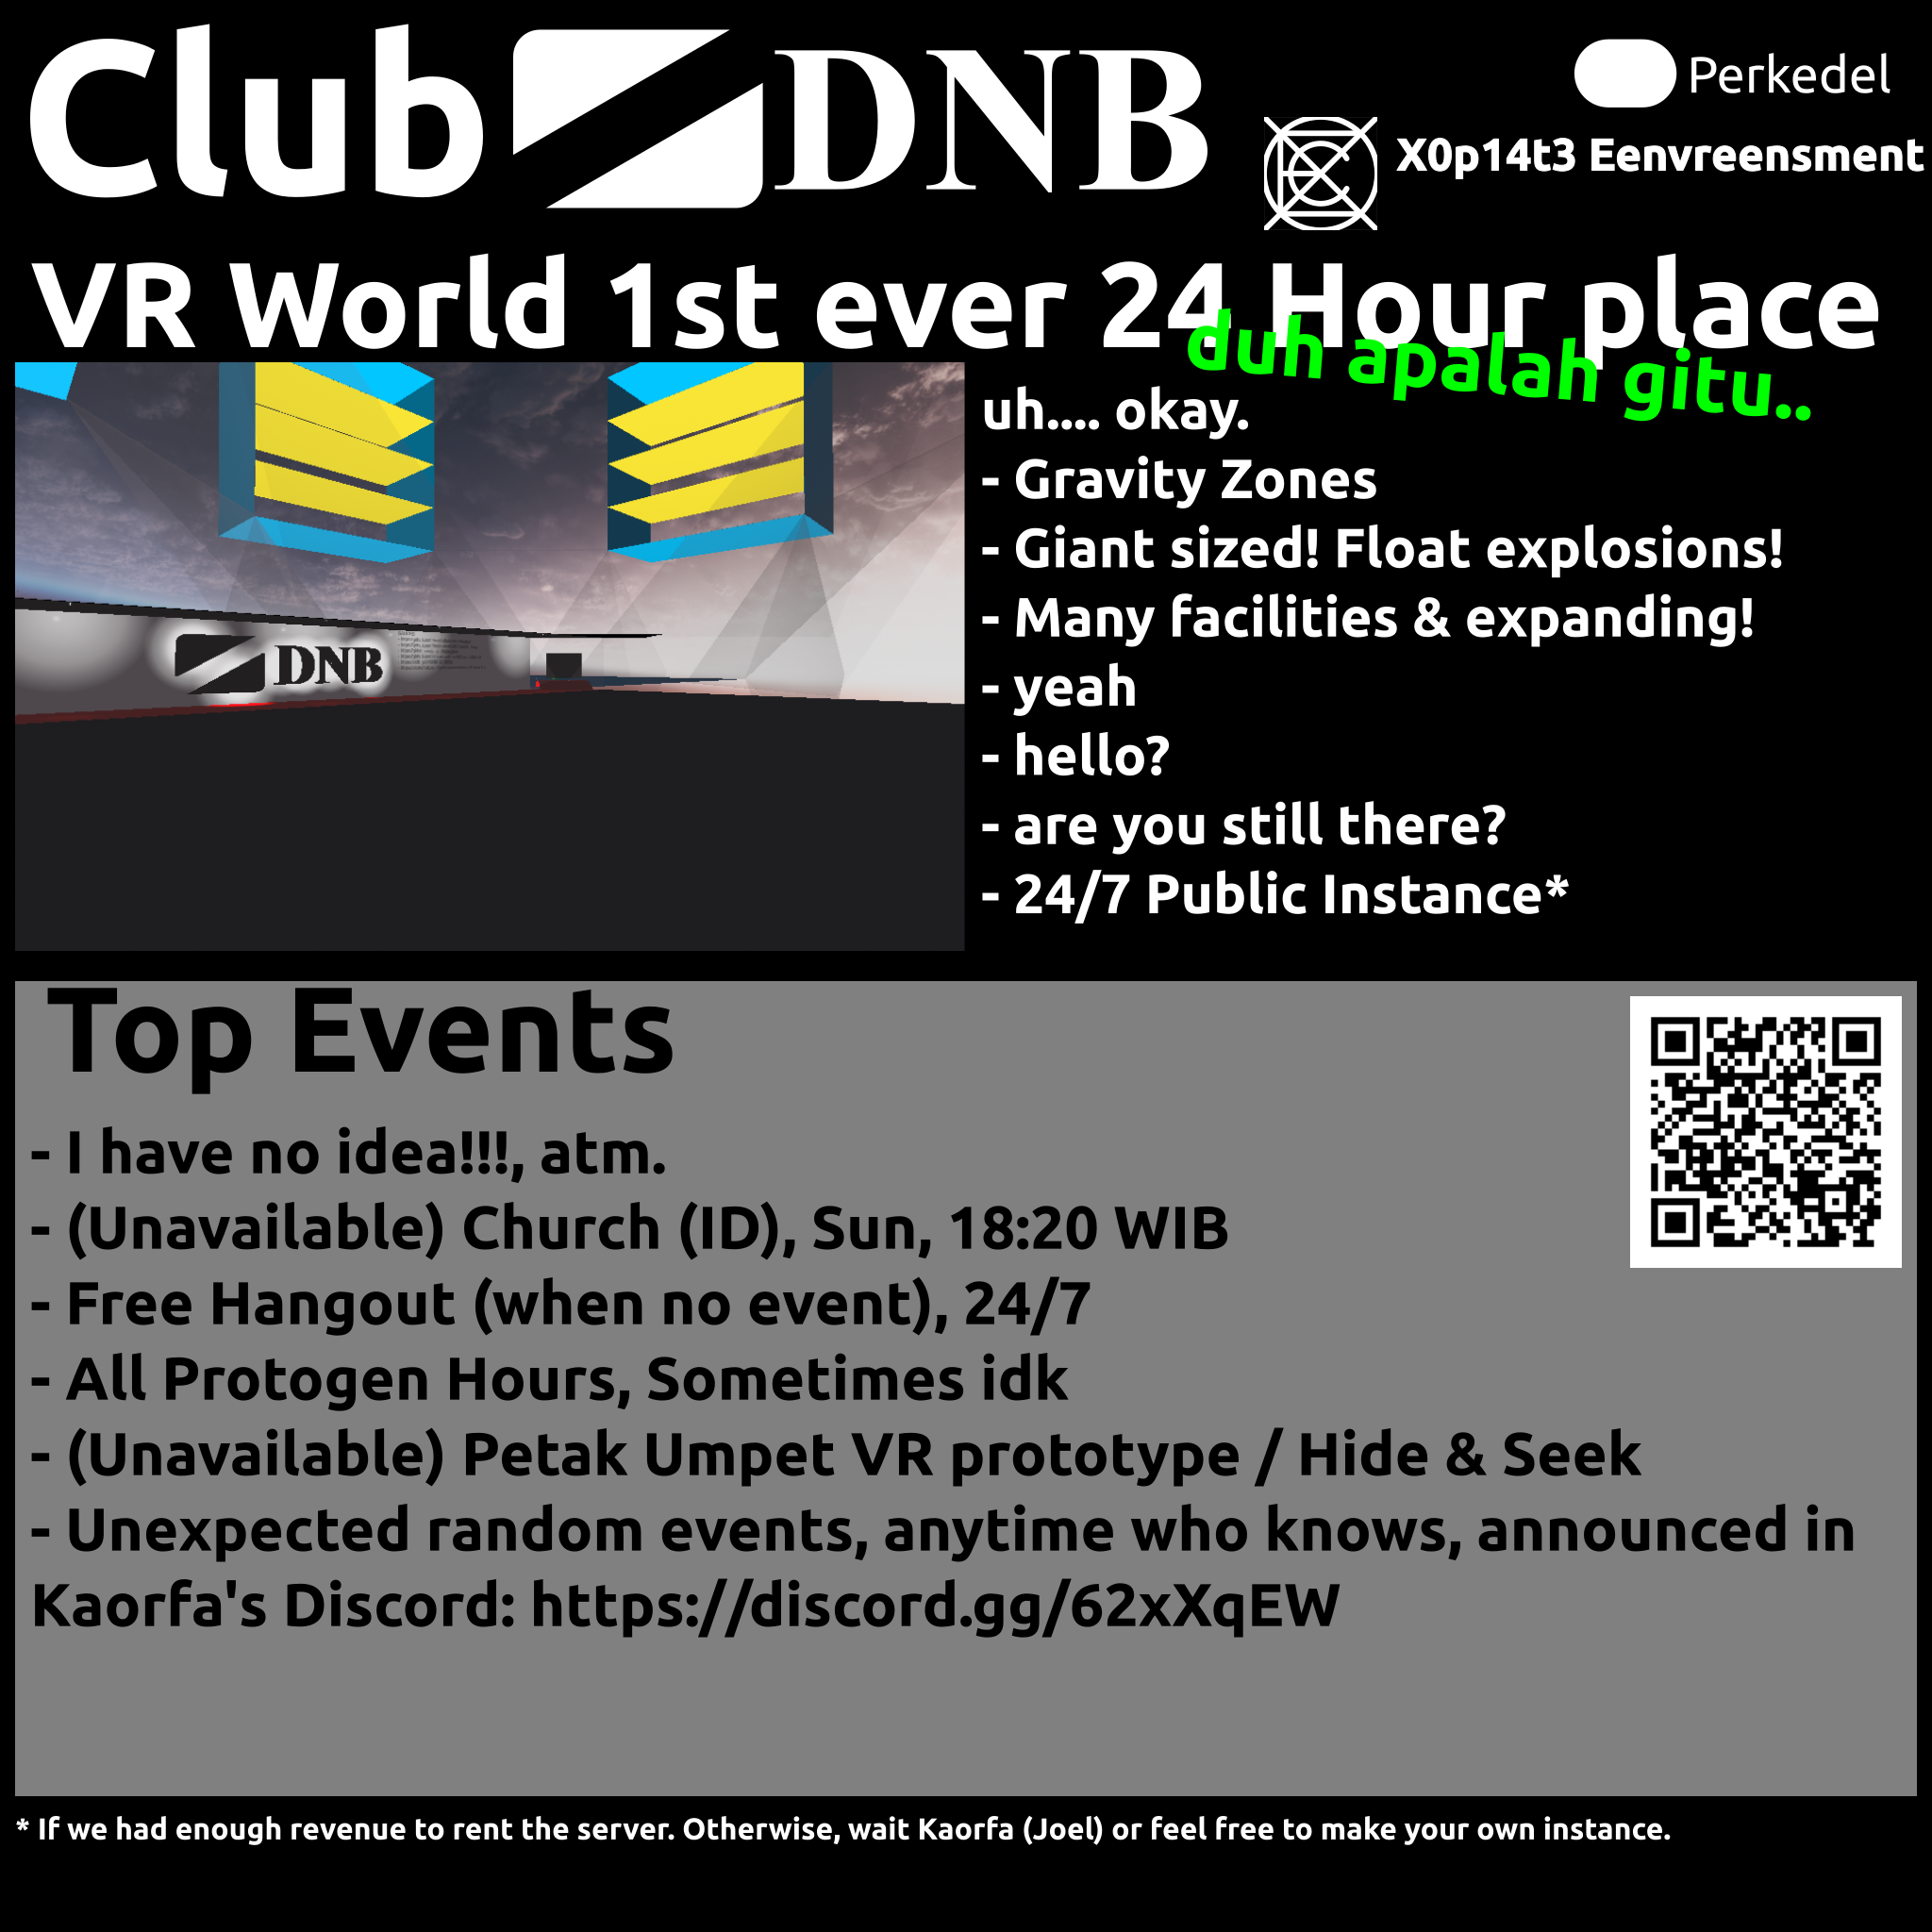 Club DNB
Perkedel
X0p14t3 Eenvreensment
VR World 1st ever 24 Hour place
duh apalah gitu..
uh.... okay.
- Gravity Zones
- Giant sized! Float explosions!
- Many facilities & expanding!
- yeah
- hello?
- are you still there?
- 24/7 Public Instance*
DNB
Top Events
- I have no idea!!!, atm.
- (Unavailable) Church (ID), Sun, 18:20 WIB
- Free Hangout (when no event), 24/7
- All Protogen Hours, Sometimes idk
- (Unavailable) Petak Umpet VR prototype / Hide & Seek
- Unexpected random events, anytime who knows, announced in
Kaorfa's Discord: https://discord.gg/62xXqEW
* If we had enough revenue to rent the server. Otherwise, wait Kaorfa (Joel) or feel free to make your own instance.